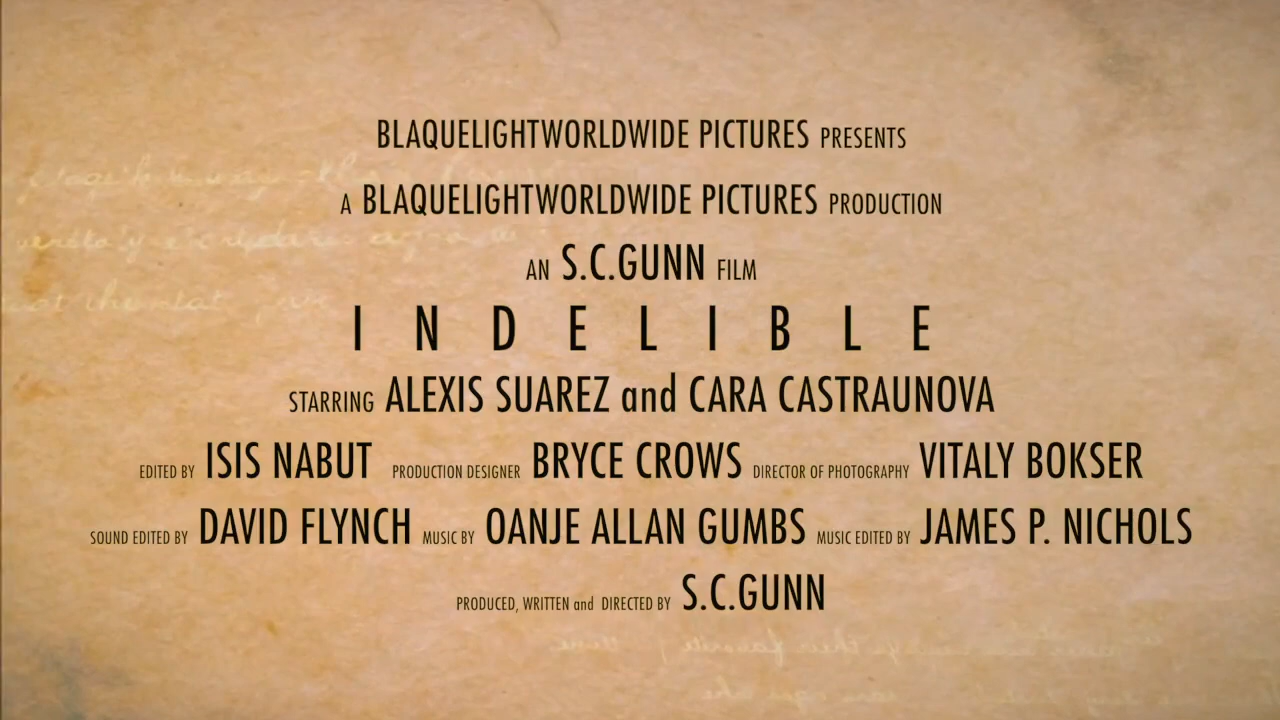 BLAQUELIGHTWORLDWIDE PICTURES PRESENTS
A BLAQUELIGHTWORLDWIDE PICTURES PRODUCTION
AN S.C.GUNN FILM
INDELIBLE
STARRING ALEXIS SUAREZ and CARA CASTRAUNOVA
EDITED BY ISIS NABUT PRODUCTION DESIGNER BRYCE CROWS DIRECTOR OF PHOTOGRAPHY VITALY BOKSER
SOUND EDITED BY DAVID FLYNCH MUSIC BY OANJE ALLAN GUMBS MUSIC EDITED BY JAMES P. NICHOLS
PRODUCED, WRITTEN and DIRECTED BY S.C.GUNN